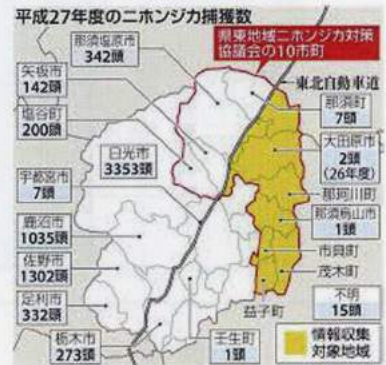 平成27年度のニホンジカ捕獲数
県東地域ニホンジカ対策
協議会の10市町
那須塩原市
342頭
矢板市
142頭
東北自動車道
塩谷町
200頭
那須町
7頭
日光市
3353頭
大田原市
2頭
(26年度)
宇都宮市
7頭
那珂川町
那須烏山市
1頭
鹿沼市
1035頭
佐野市
1302頭
市貝町
茂木町
足利市
332頭
益子町
不明
15頭
栃木市
273頭
壬生町
1頭
情報収集
対象地域